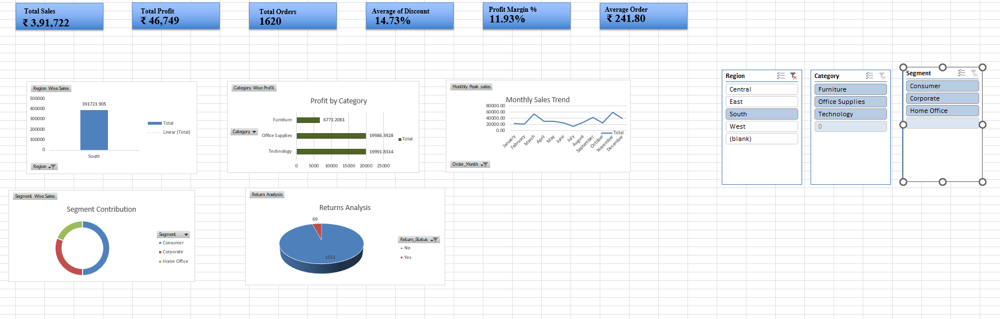 Total Sales
₹ 3,91,722
Total Profit
₹ 46,749
Total Orders
1620
Average of Discount
14.73%
Profit Margin %
11.93%
Average Order
₹ 241.80
Region Wise Sales
500000
400000
300000
200000
100000
0
391721.905
South
Total
Linear (Total)
Region
Category Wise Profit
Profit by Category
Category
Furniture
6771.2061
Office Supplies
19986.3928
Technology
19991.8314
0 5000 10000 15000 20000 25000
Total
Monthly Peak sales
Monthly Sales Trend
80000.00
60000.00
40000.00
20000.00
0.00
January
February
March
April
May
June
July
August
September
October
November
December
Total
Order_Month
Region
Central
East
South
West
(blank)
Category
Furniture
Office Supplies
Technology
0
Segment
Consumer
Corporate
Home Office
Segment Wise Sales
Segment Contribution
Segment
Consumer
Corporate
Home Office
Return Analysis
Returns Analysis
69
1551
Return_Status
No
Yes